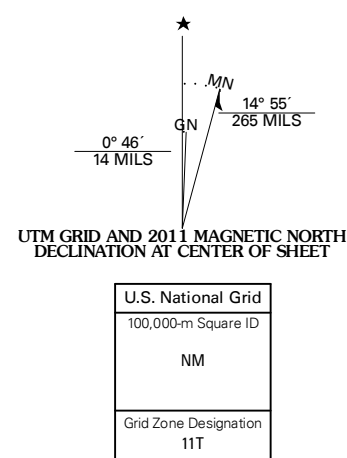 MN
14° 55´
265 MILS
GN
0° 46´
14 MILS
UTM GRID AND 2011 MAGNETIC NORTH
DECLINATION AT CENTER OF SHEET
U.S. National Grid
100,000-m Square ID
NM
Grid Zone Designation
11T